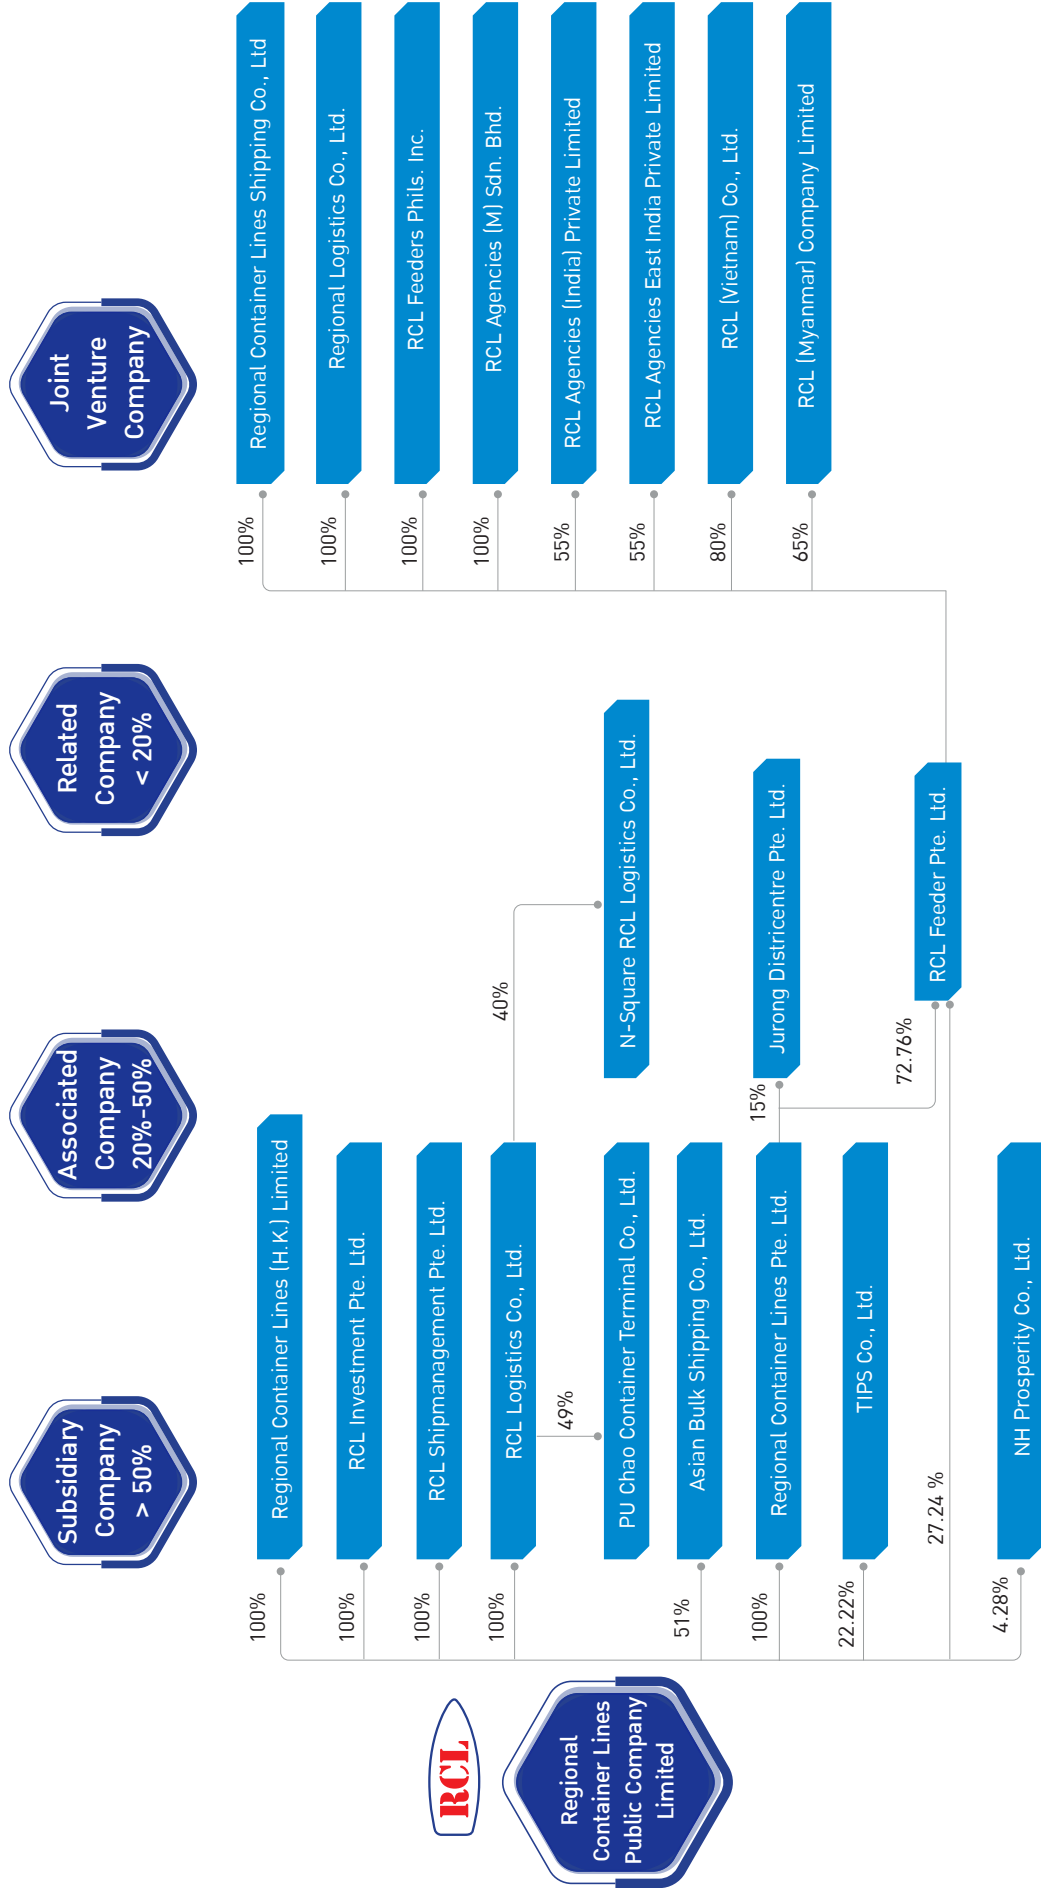 Subsidiary
Company
> 50%
Associated
Company
20%-50%
Related
Company
< 20%
Joint
Venture
Company
RCL
Regional
Container Lines
Public Company
Limited
100%
Regional Container Lines (H.K.) Limited
100%
RCL Investment Pte. Ltd.
100%
RCL Shipmanagement Pte. Ltd.
100%
RCL Logistics Co., Ltd.
40%
N-Square RCL Logistics Co., Ltd.
49%
PU Chao Container Terminal Co., Ltd.
51%
Asian Bulk Shipping Co., Ltd.
100%
Regional Container Lines Pte. Ltd.
15%
Jurong Districentre Pte. Ltd.
72.76%
22.22%
TIPS Co., Ltd.
27.24 %
RCL Feeder Pte. Ltd.
4.28%
NH Prosperity Co., Ltd.
100%
Regional Container Lines Shipping Co., Ltd
100%
Regional Logistics Co., Ltd.
100%
RCL Feeders Phils. Inc.
100%
RCL Agencies (M) Sdn. Bhd.
55%
RCL Agencies (India) Private Limited
55%
RCL Agencies East India Private Limited
80%
RCL (Vietnam) Co., Ltd.
65%
RCL (Myanmar) Company Limited